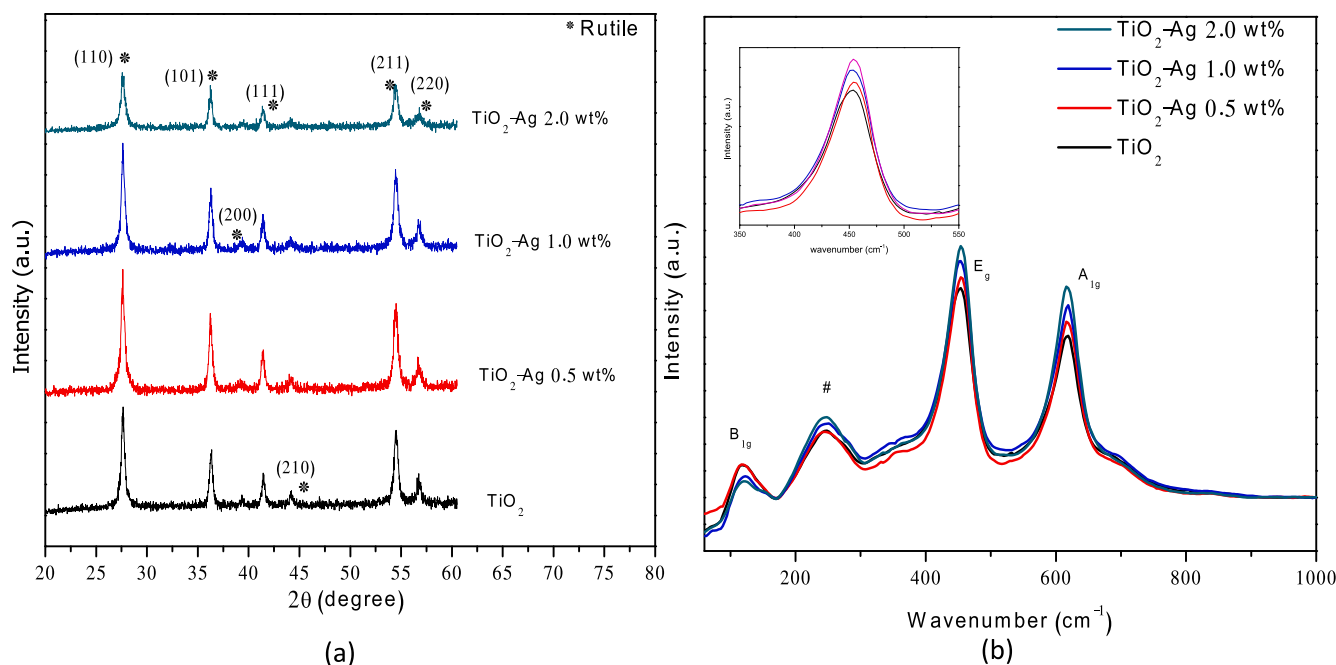 * Rutile
(110)
(101)
(111)
(211)
(220)
TiO2-Ag 2.0 wt%
(200)
TiO2-Ag 1.0 wt%
TiO2-Ag 0.5 wt%
(210)
TiO2
Intensity (a.u.)
20 25 30 35 40 45 50 55 60 65 70 75 80
2θ (degree)
(a)
TiO2-Ag 2.0 wt%
TiO2-Ag 1.0 wt%
TiO2-Ag 0.5 wt%
TiO2
Intensity (a.u.)
350 400 450 500 550
wavenumber (cm-1)
B1g
#
Eg
A1g
Intensity (a.u.)
200 400 600 800 1000
Wavenumber (cm-1)
(b)